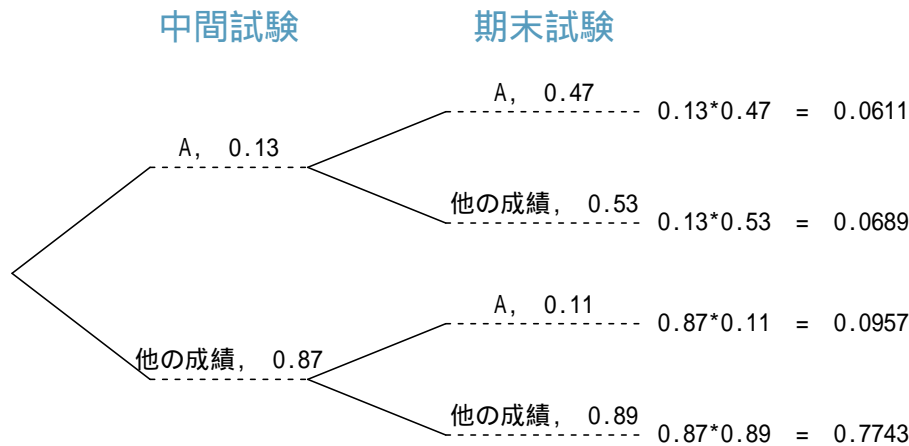 中間試験
期末試験
A, 0.47
0.13*0.47 = 0.0611
A, 0.13
他の成績, 0.53
0.13*0.53 = 0.0689
A, 0.11
0.87*0.11 = 0.0957
他の成績, 0.87
他の成績, 0.89
0.87*0.89 = 0.7743